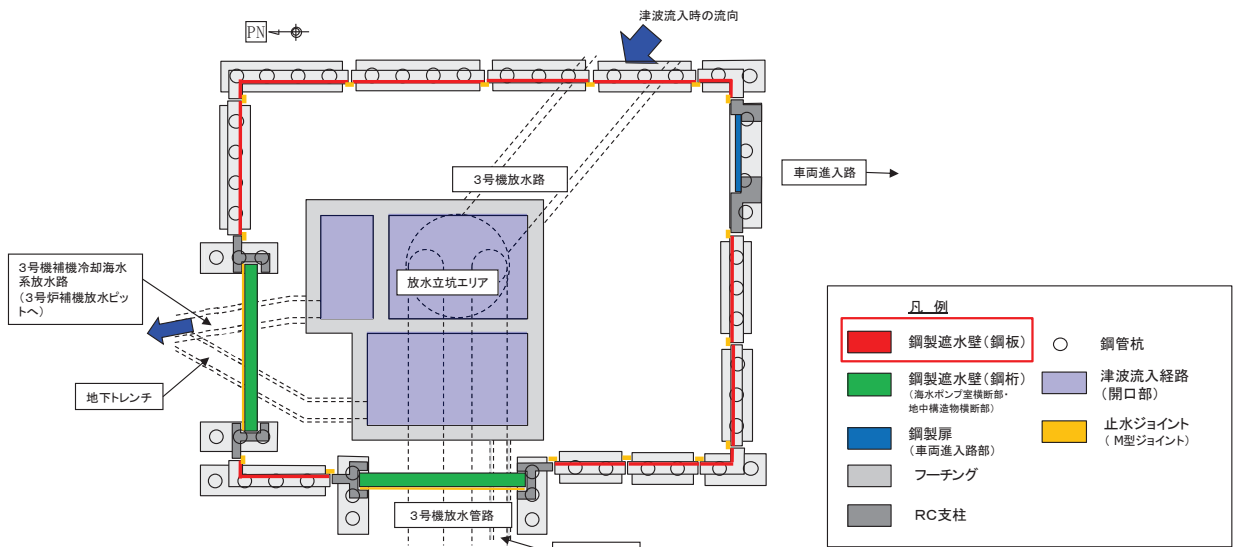 津波流入時の流向
PN
3号機放水路
車両進入路
3号機補機冷却海水
系放水路
(3号炉補機放水ピッ
トへ)
放水立坑エリア
地下トレンチ
3号機放水管路
凡 例
鋼製遮水壁(鋼板)
鋼管杭
鋼製遮水壁(鋼桁)
(海水ポンプ室横断部・
地中構造物横断部)
津波流入経路
(開口部)
鋼製扉
(車両進入路部)
止水ジョイント
( M型ジョイント)
フーチング
RC支柱